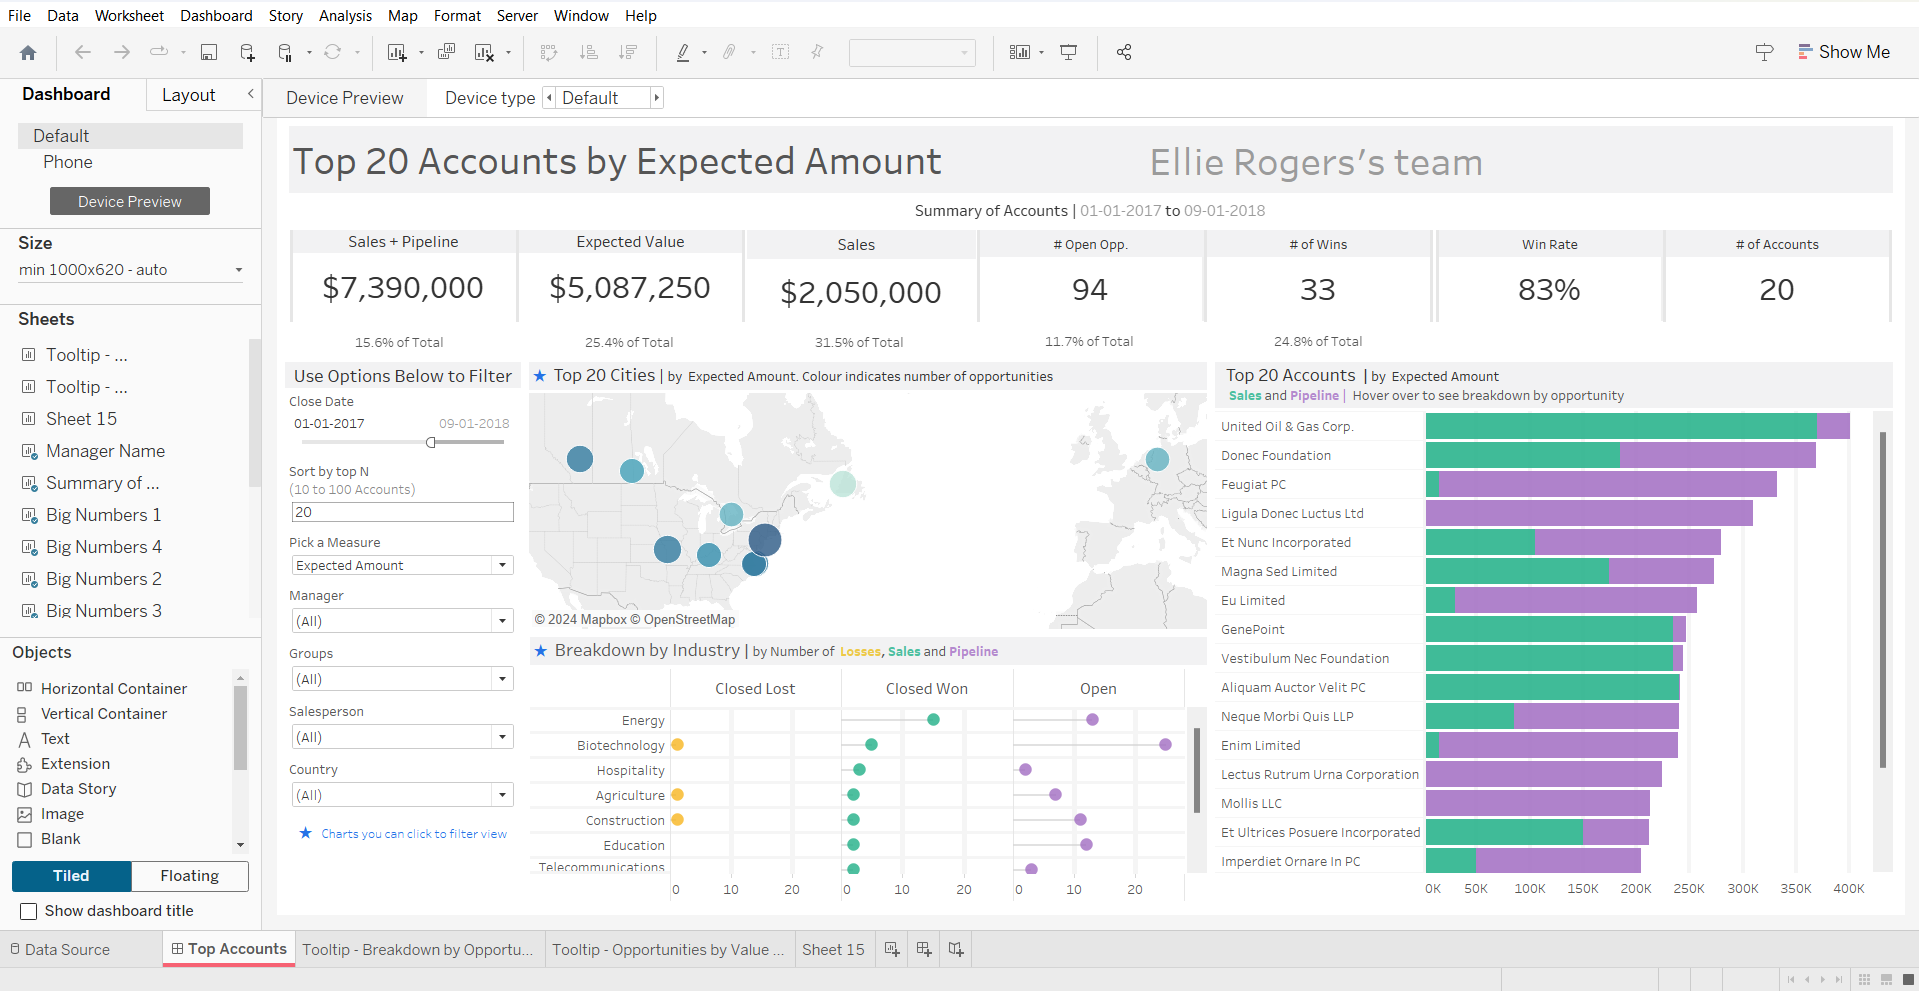 File Data Worksheet Dashboard Story Analysis Map Format Server Window Help
Show Me
Dashboard Layout
Device Preview Device type Default
Default
Phone
Device Preview
Size
min 1000x620 - auto
Sheets
Tooltip - ...
Tooltip - ...
Sheet 15
Manager Name
Summary of ...
Big Numbers 1
Big Numbers 4
Big Numbers 2
Big Numbers 3
Objects
Horizontal Container
Vertical Container
Text
Extension
Data Story
Image
Blank
Tiled Floating
Show dashboard title
Top 20 Accounts by Expected Amount Ellie Rogers's team
Summary of Accounts | 01-01-2017 to 09-01-2018
Sales + Pipeline Expected Value Sales # Open Opp. # of Wins Win Rate # of Accounts
$7,390,000 $5,087,250 $2,050,000 94 33 83% 20
15.6% of Total 25.4% of Total 31.5% of Total 11.7% of Total 24.8% of Total
Use Options Below to Filter
Close Date
01-01-2017 09-01-2018
Sort by top N
(10 to 100 Accounts)
20
Pick a Measure
Expected Amount
Manager
(All)
Groups
(All)
Salesperson
(All)
Country
(All)
★ Charts you can click to filter view
★ Top 20 Cities | by Expected Amount. Colour indicates number of opportunities
© 2024 Mapbox © OpenStreetMap
★ Breakdown by Industry | by Number of Losses, Sales and Pipeline
Closed Lost Closed Won Open
Energy
Biotechnology
Hospitality
Agriculture
Construction
Education
Telecommunications
0 10 20 0 10 20 0 10 20
Top 20 Accounts | by Expected Amount
Sales and Pipeline | Hover over to see breakdown by opportunity
United Oil & Gas Corp.
Donec Foundation
Feugiat PC
Ligula Donec Luctus Ltd
Et Nunc Incorporated
Magna Sed Limited
Eu Limited
GenePoint
Vestibulum Nec Foundation
Aliquam Auctor Velit PC
Neque Morbi Quis LLP
Enim Limited
Lectus Rutrum Urna Corporation
Mollis LLC
Et Ultrices Posuere Incorporated
Imperdiet Ornare In PC
0K 50K 100K 150K 200K 250K 300K 350K 400K
Data Source Top Accounts Tooltip - Breakdown by Opportu... Tooltip - Opportunities by Value ... Sheet 15